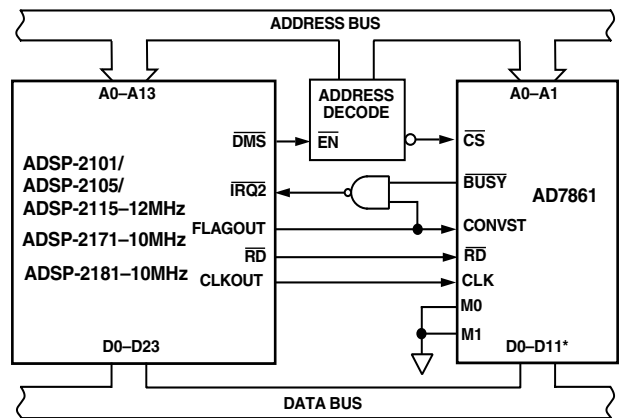 ADDRESS BUS
A0–A13
ADDRESS
DECODE
A0–A1
DMS
EN
CS
ADSP-2101/
ADSP-2105/
ADSP-2115–12MHz
ADSP-2171–10MHz
ADSP-2181–10MHz
IRQ2
BUSY
AD7861
FLAGOUT
CONVST
RD
RD
CLKOUT
CLK
M0
M1
D0–D23
D0–D11*
DATA BUS